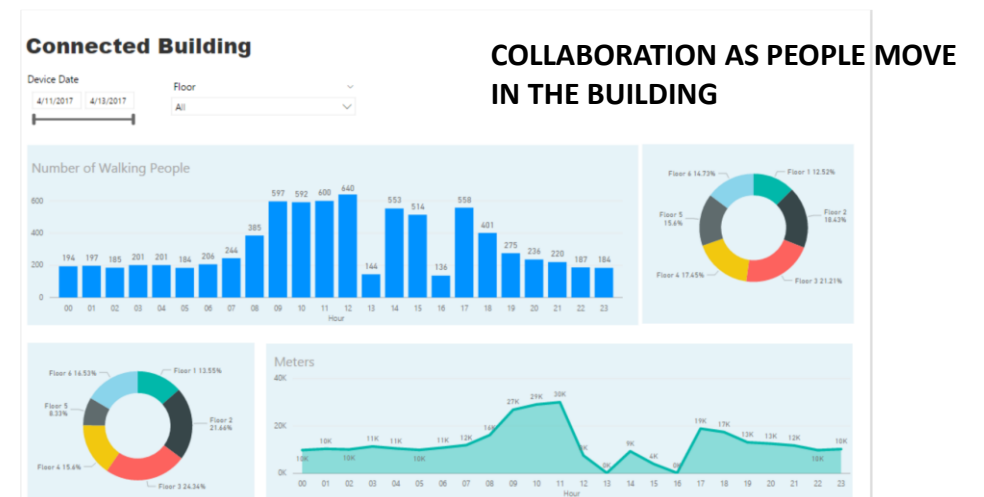 Connected Building
COLLABORATION AS PEOPLE MOVE
IN THE BUILDING
Device Date
4/11/2017 4/13/2017
Floor
All
Number of Walking People
600
400
200
0
194 197 185 201 201 184 206 244 385 597 592 600 640 144 553 514 136 558 401 275 236 220 187 184
00 01 02 03 04 05 06 07 08 09 10 11 12 13 14 15 16 17 18 19 20 21 22 23
Hour
Floor 6 14.73%
Floor 1 12.52%
Floor 5
15.6%
Floor 2
18.43%
Floor 4 17.45%
Floor 3 21.21%
Floor 6 14.53%
Floor 1 13.55%
Floor 5
8.33%
Floor 2
21.66%
Floor 4 15.6%
Floor 3 24.34%
Meters
40K
20K
0K
10K 10K 10K 11K 11K 10K 11K 12K 16K 27K 29K 30K 0K 9K 4K 0K 19K 17K 13K 13K 12K 10K 10K
00 01 02 03 04 05 06 07 08 09 10 11 12 13 14 15 16 17 18 19 20 21 22 23
Hour